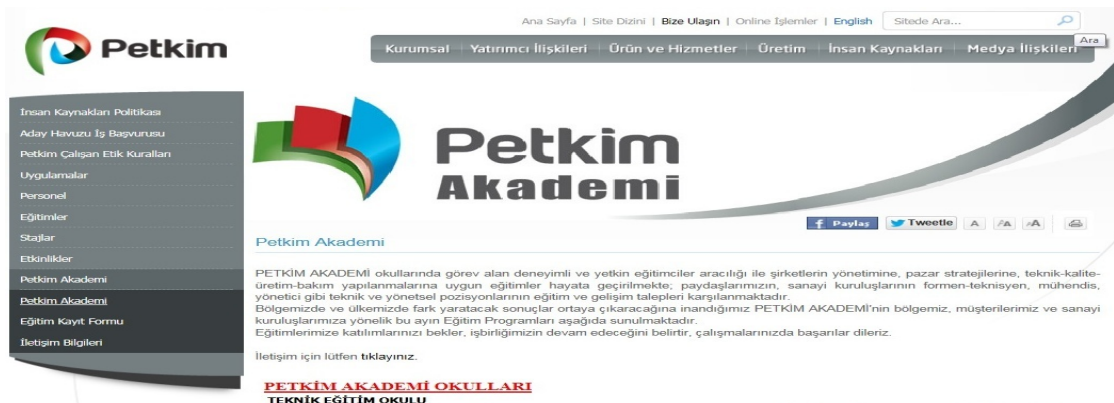 Ana Sayfa | Site Dizini | Bize Ulaşın | Online İşlemler | English
Sitede Ara...
Ara
Petkim
Kurumsal Yatırımcı İlişkileri Ürün ve Hizmetler Üretim İnsan Kaynakları Medya İlişkileri
İnsan Kaynakları Politikası
Aday Havuzu İş Başvurusu
Petkim Çalışan Etik Kuralları
Uygulamalar
Personel
Eğitimler
Stajlar
Etkinlikler
Petkim Akademi
Petkim Akademi
Eğitim Kayıt Formu
İletişim Bilgileri
Petkim
Akademi
f Paylaş Tweetle A AA AA
Petkim Akademi
PETKİM AKADEMİ okullarında görev alan deneyimli ve yetkin eğitimciler aracılığı ile şirketlerin yönetimine, pazar stratejilerine, teknik-kalite-
üretim-bakım yapılanmalarına uygun eğitimler hayata geçirilmekte; paydaşlarımızın, sanayi kuruluşlarının formen-teknisyen, mühendis,
yönetici gibi teknik ve yönetsel pozisyonlarının eğitim ve gelişim talepleri karşılanmaktadır.
Bölgemizde ve ülkemizde fark yaratacak sonuçlar ortaya çıkaracağına inandığımız PETKİM AKADEMİ'nin bölgemiz, müşterilerimiz ve sanayi
kuruluşlarımıza yönelik bu ayın Eğitim Programları aşağıda sunulmaktadır.
Eğitimlerimize katılımlarınızı bekler, işbirliğimizin devam edeceğini belirtir, çalışmalarınızda başarılar dileriz.
İletişim için lütfen tıklayınız.
PETKİM AKADEMİ OKULLARI
TEKNİK EĞİTİM OKULU